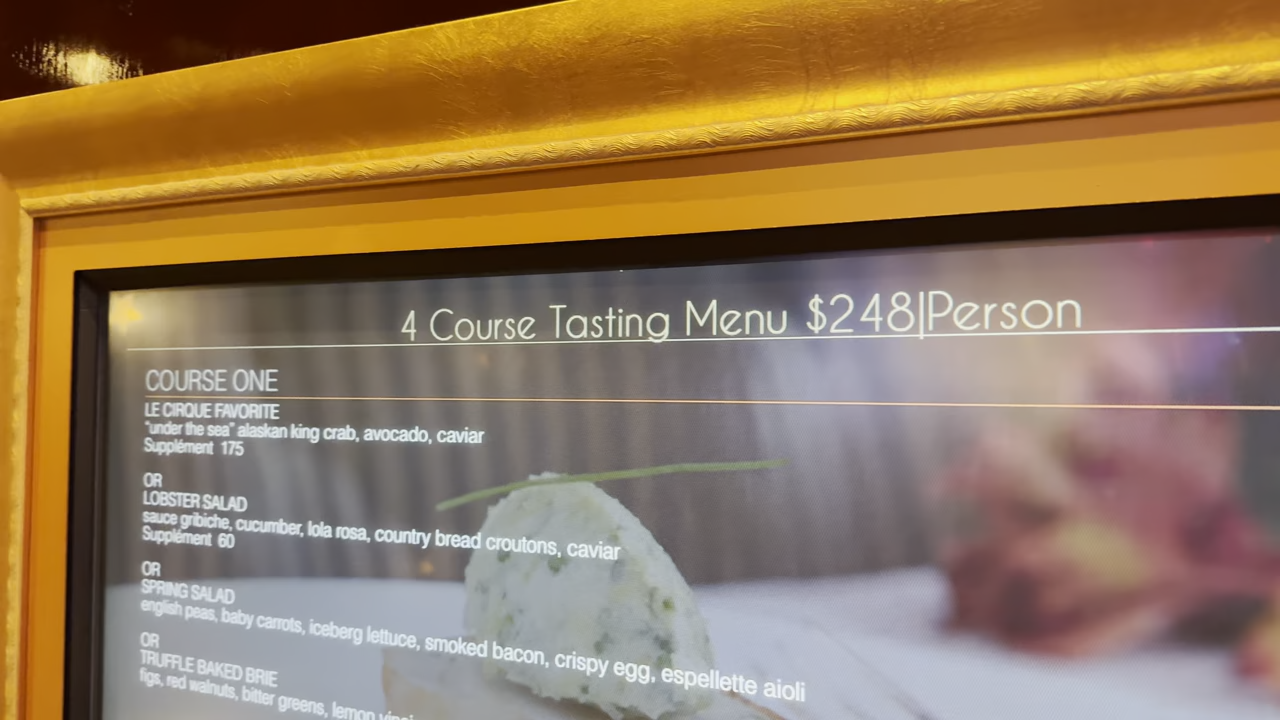 4 Course Tasting Menu $248|Person
COURSE ONE
LE CIRQUE FAVORITE
"under the sea" alaskan king crab, avocado, caviar
Supplément 175
OR
LOBSTER SALAD
sauce gribiche, cucumber, lola rosa, country bread croutons, caviar
Supplément 60
OR
SPRING SALAD
english peas, baby carrots, iceberg lettuce, smoked bacon, crispy egg, espellette aioli
OR
TRUFFLE BAKED BRIE
figs, red walnuts, bitter greens, lemon